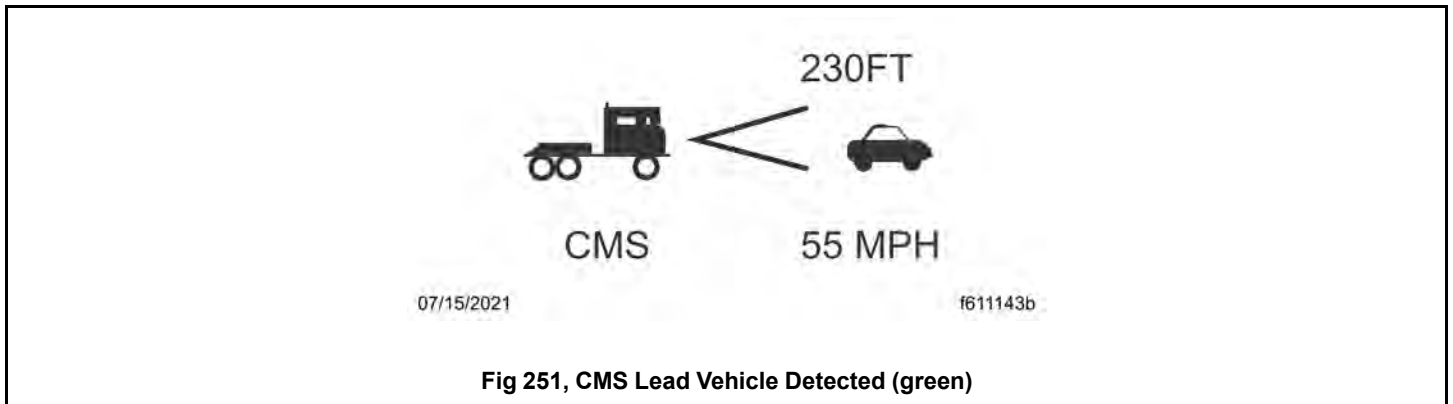 230FT
CMS 55 MPH
07/15/2021 f611143b
Fig 251, CMS Lead Vehicle Detected (green)